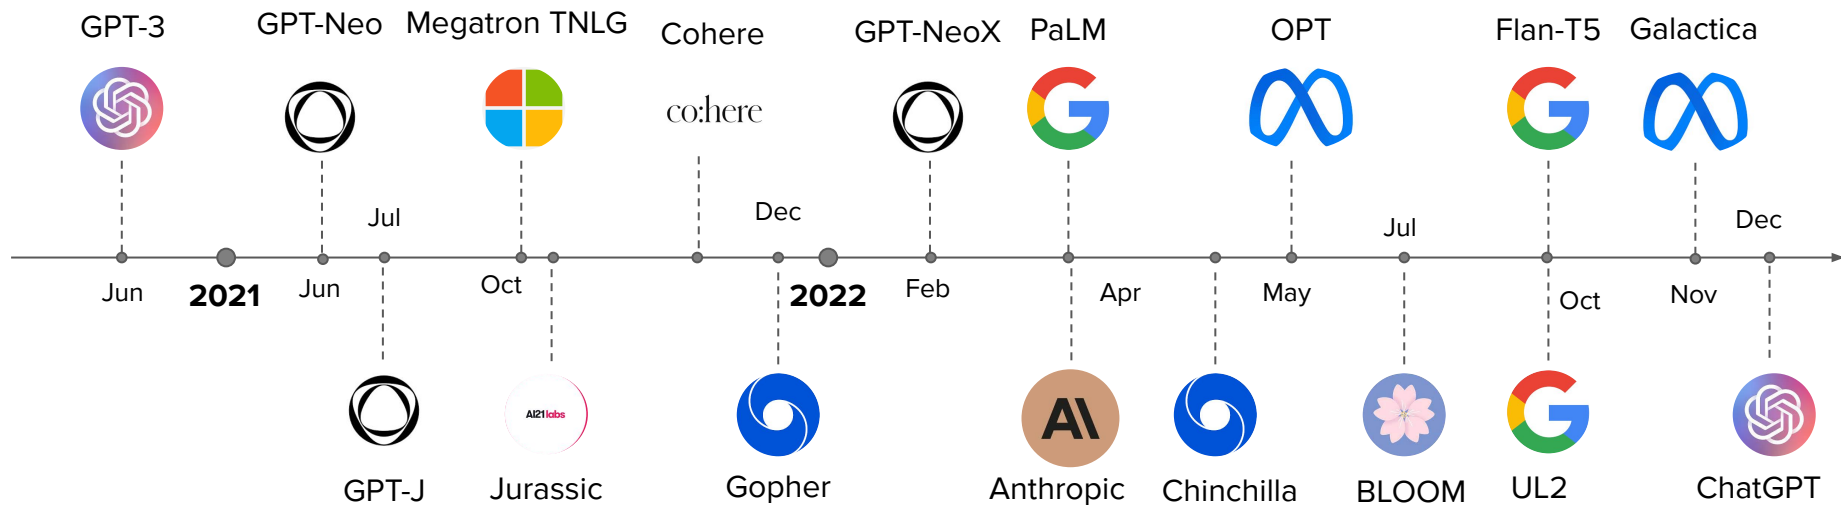 GPT-3
GPT-Neo
Megatron TNLG
Cohere
GPT-NeoX
PaLM
OPT
Flan-T5
Galactica
co:here
Jul
Dec
Jul
Dec
Jun
2021
Jun
Oct
2022
Feb
Apr
May
Oct
Nov
AI21labs
A\
GPT-J
Jurassic
Gopher
Anthropic
Chinchilla
BLOOM
UL2
ChatGPT